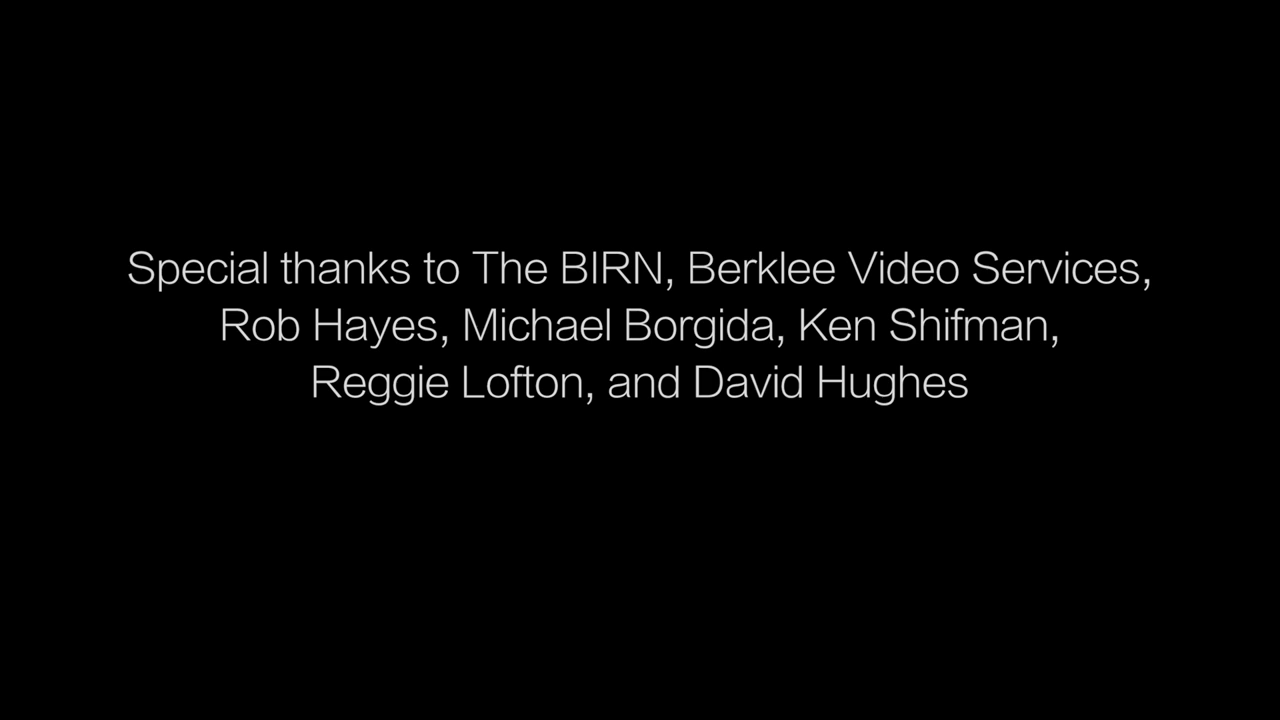 Special thanks to The BIRN, Berklee Video Services,
Rob Hayes, Michael Borgida, Ken Shifman,
Reggie Lofton, and David Hughes